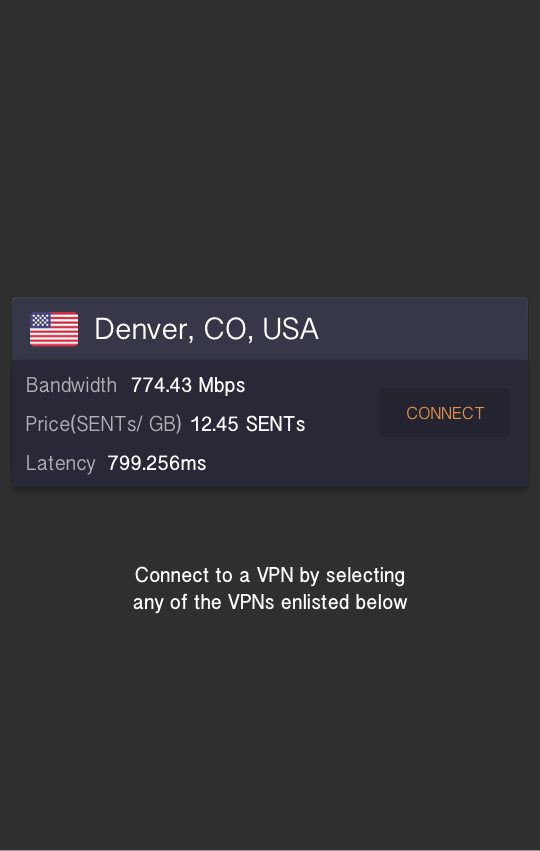 Denver, CO, USA
Bandwidth 774.43 Mbps
Price(SENTs/ GB) 12.45 SENTs
CONNECT
Latency 799.256ms
Connect to a VPN by selecting
any of the VPNs enlisted below